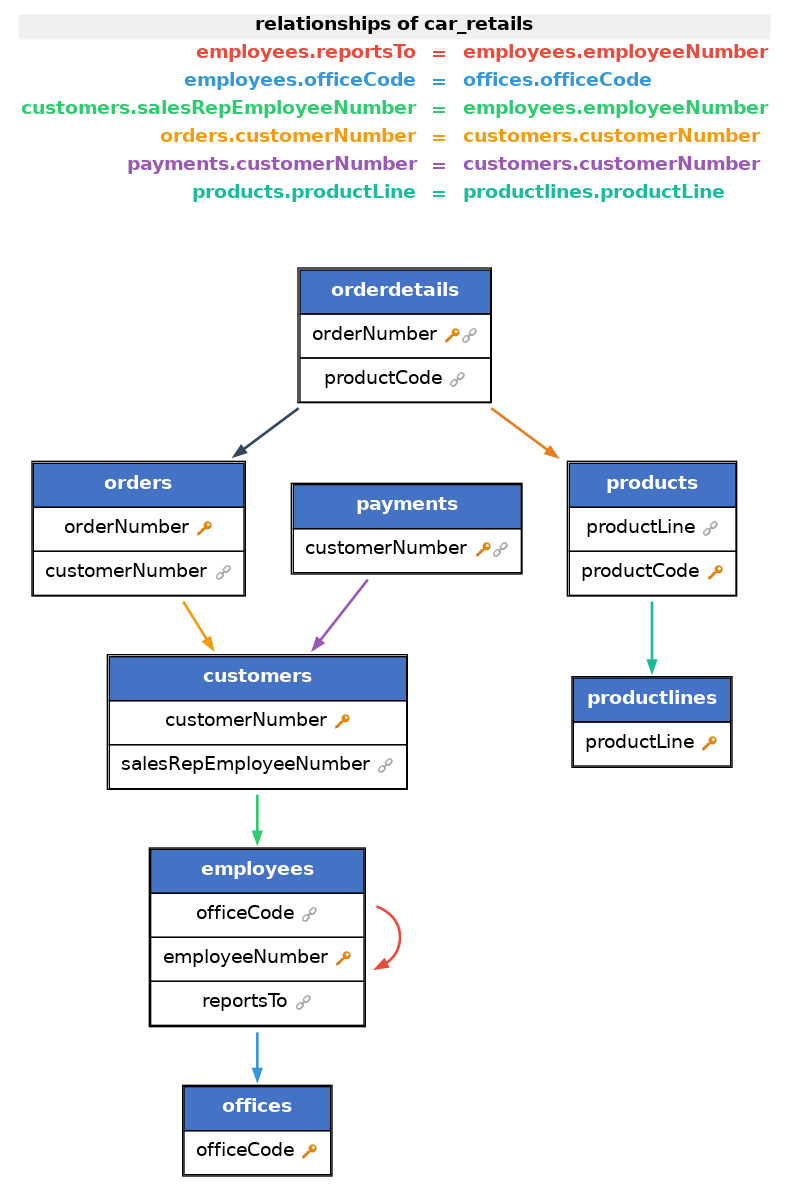 relationships of car_retails
employees.reportsTo = employees.employeeNumber
employees.officeCode = offices.officeCode
customers.salesRepEmployeeNumber = employees.employeeNumber
orders.customerNumber = customers.customerNumber
payments.customerNumber = customers.customerNumber
products.productLine = productlines.productLine
orderdetails
orderNumber
productCode
orders
orderNumber
customerNumber
payments
customerNumber
products
productLine
productCode
customers
customerNumber
salesRepEmployeeNumber
productlines
productLine
employees
officeCode
employeeNumber
reportsTo
offices
officeCode